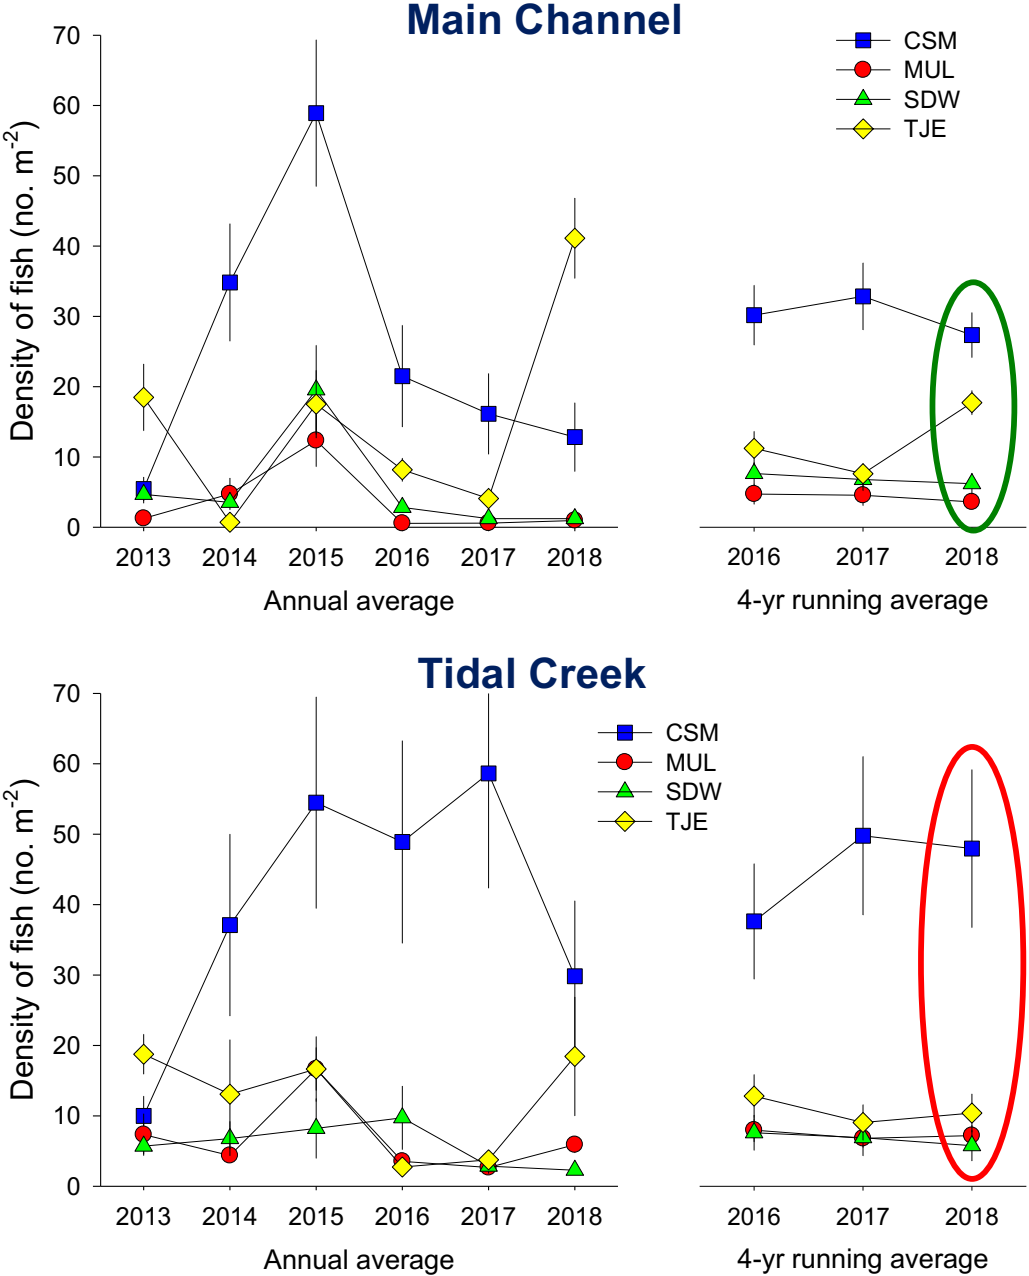 Main Channel
70
60
50
40
30
20
10
0
Density of fish (no. m-2)
CSM
MUL
SDW
TJE
2013 2014 2015 2016 2017 2018
Annual average
2016 2017 2018
4-yr running average
Tidal Creek
70
60
50
40
30
20
10
0
Density of fish (no. m-2)
CSM
MUL
SDW
TJE
2013 2014 2015 2016 2017 2018
Annual average
2016 2017 2018
4-yr running average